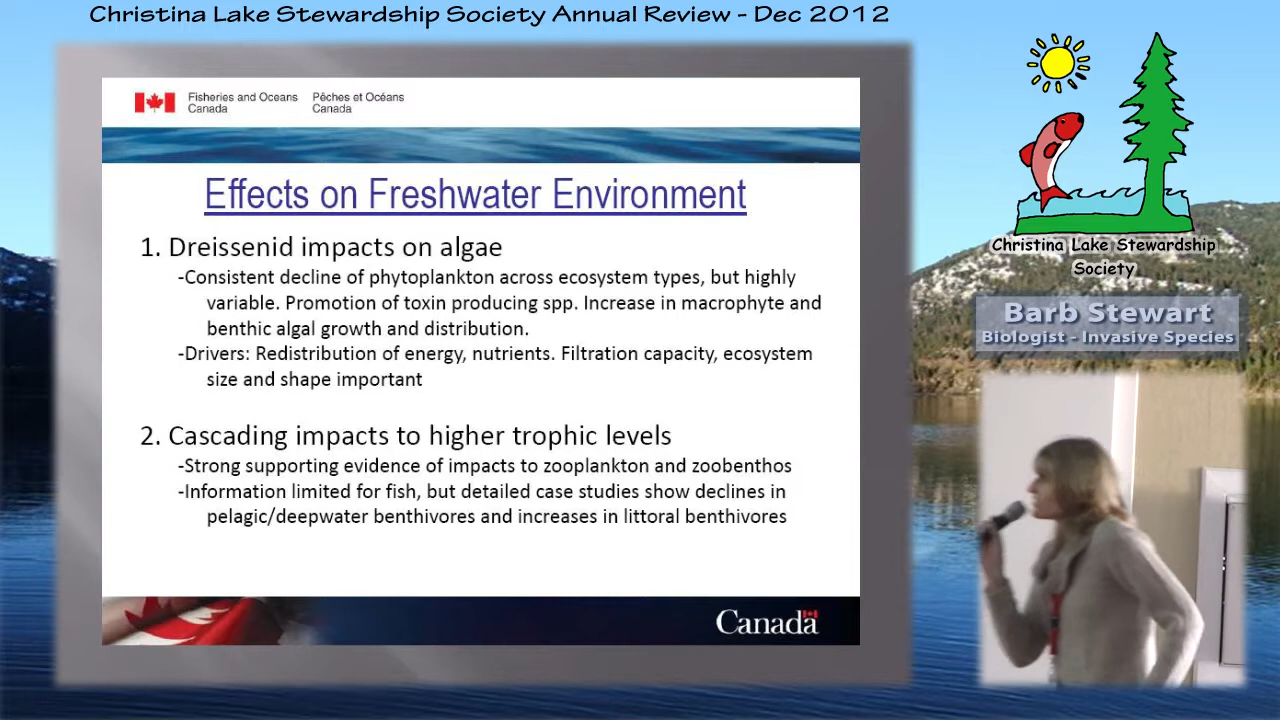 Christina Lake Stewardship Society Annual Review - Dec 2012
Fisheries and Oceans Pêches et Océans
Canada Canada
Effects on Freshwater Environment
1. Dreissenid impacts on algae
-Consistent decline of phytoplankton across ecosystem types, but highly
variable. Promotion of toxin producing spp. Increase in macrophyte and
benthic algal growth and distribution.
-Drivers: Redistribution of energy, nutrients. Filtration capacity, ecosystem
size and shape important
2. Cascading impacts to higher trophic levels
-Strong supporting evidence of impacts to zooplankton and zoobenthos
-Information limited for fish, but detailed case studies show declines in
pelagic/deepwater benthivores and increases in littoral benthivores
Canada
Christina Lake Stewardship
Society
Barb Stewart
Biologist - Invasive Species